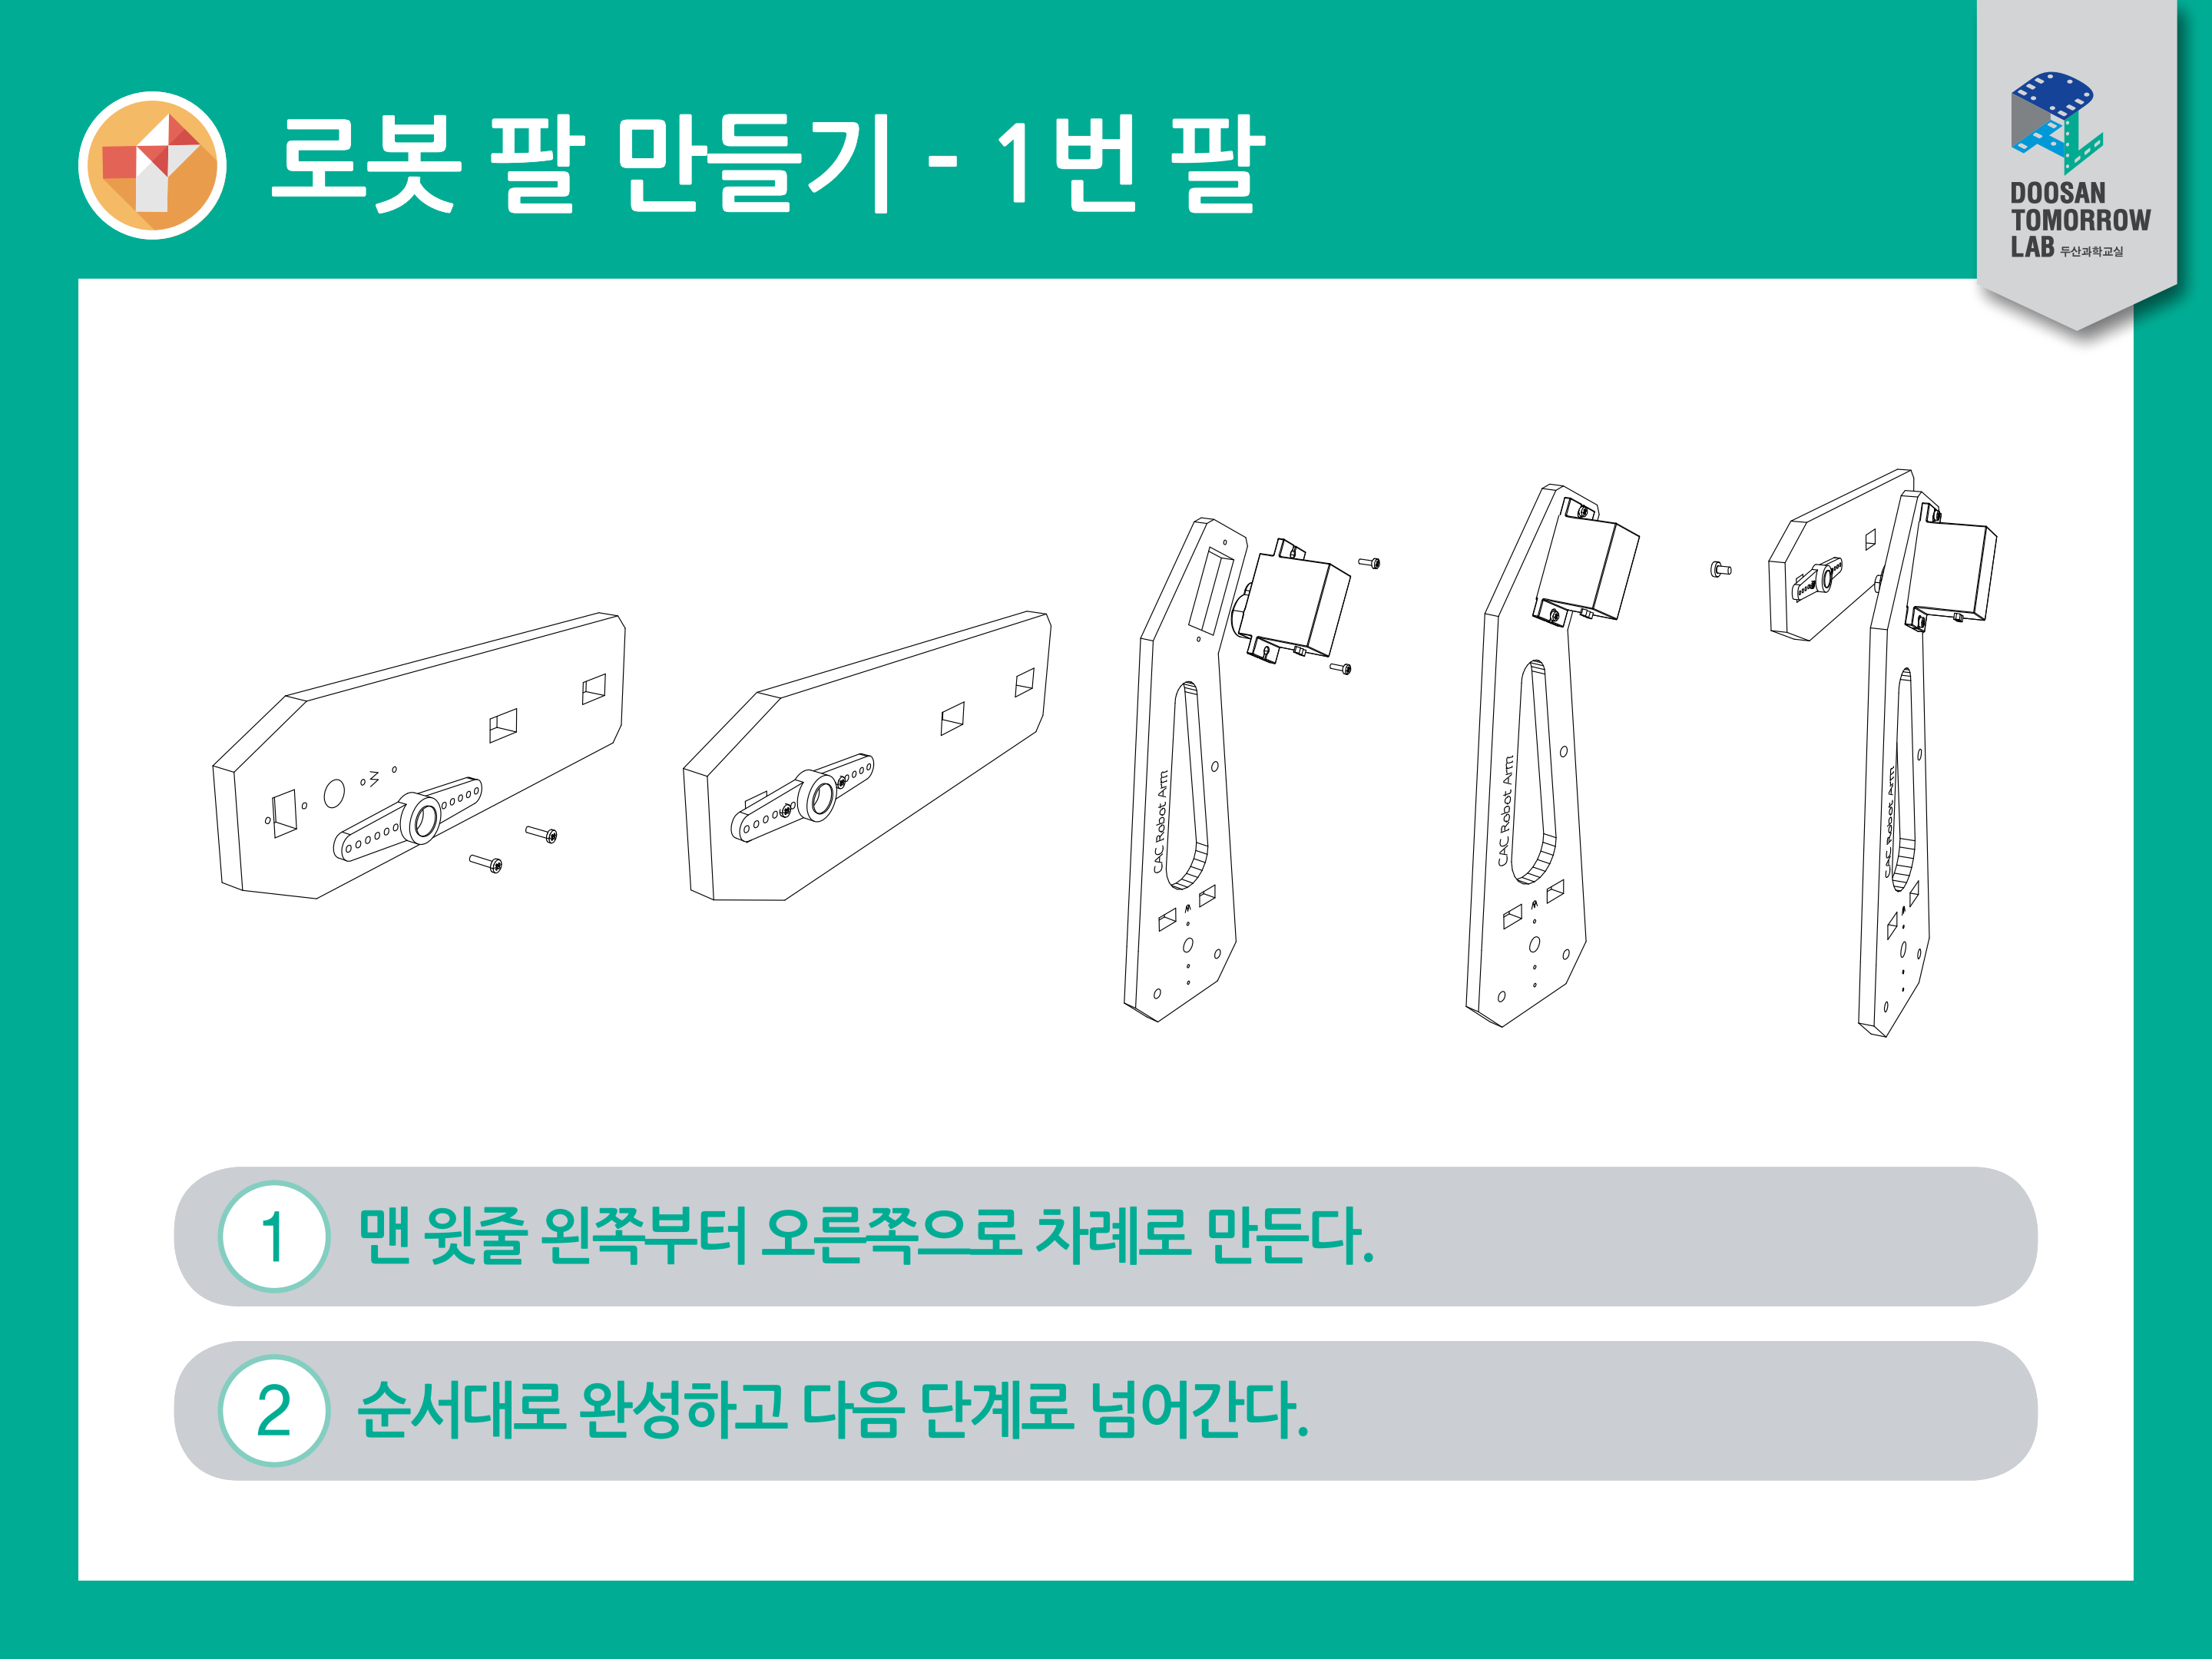 로봇 팔 만들기 - 1번 팔
DOOSAN
TOMORROW
LAB 두산과학교실
CAC Robot Arm
CAC Robot Arm
CAC Robot Arm
1 맨 윗줄 왼쪽부터 오른쪽으로 차례로 만든다.
2 순서대로 완성하고 다음 단계로 넘어간다.